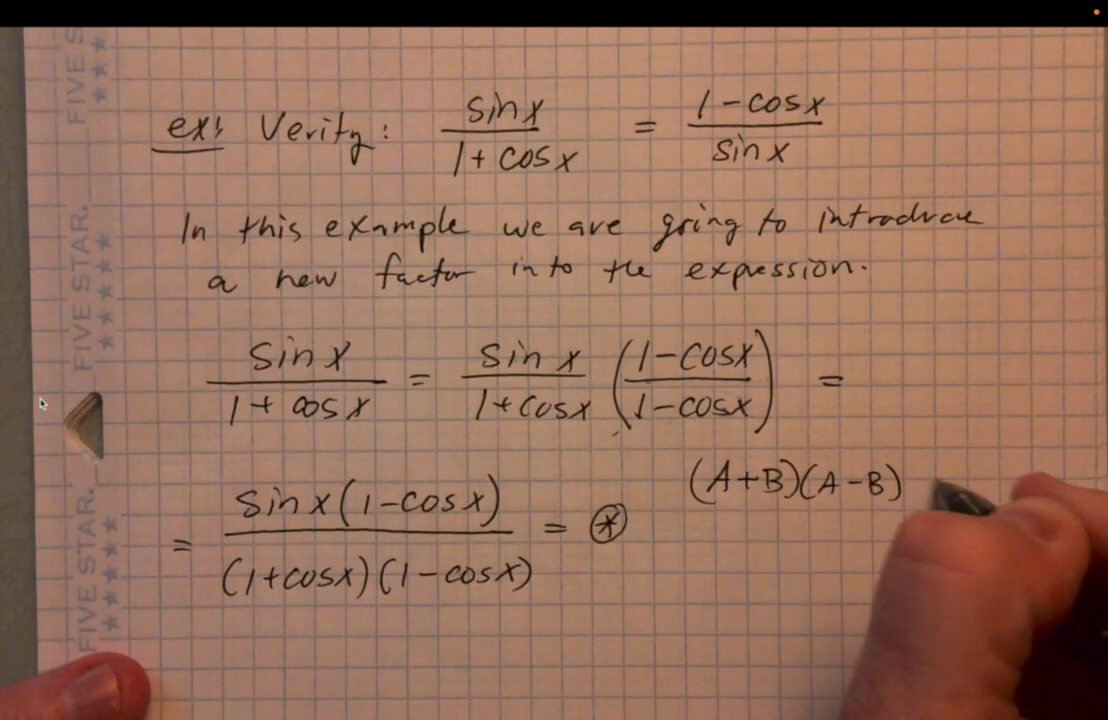 ex: Verify: sin x / 1 + cos x = 1 - cos x / sin x
In this example we are going to introduce
a new factor into the expression.
sin x / 1 + cos x = sin x / 1 + cos x (1 - cos x / 1 - cos x) =
(A+B)(A-B)
= sin x (1 - cos x) / (1 + cos x)(1 - cos x) = ⊛
FIVE S
FIVE STAR.
FIVE STAR.